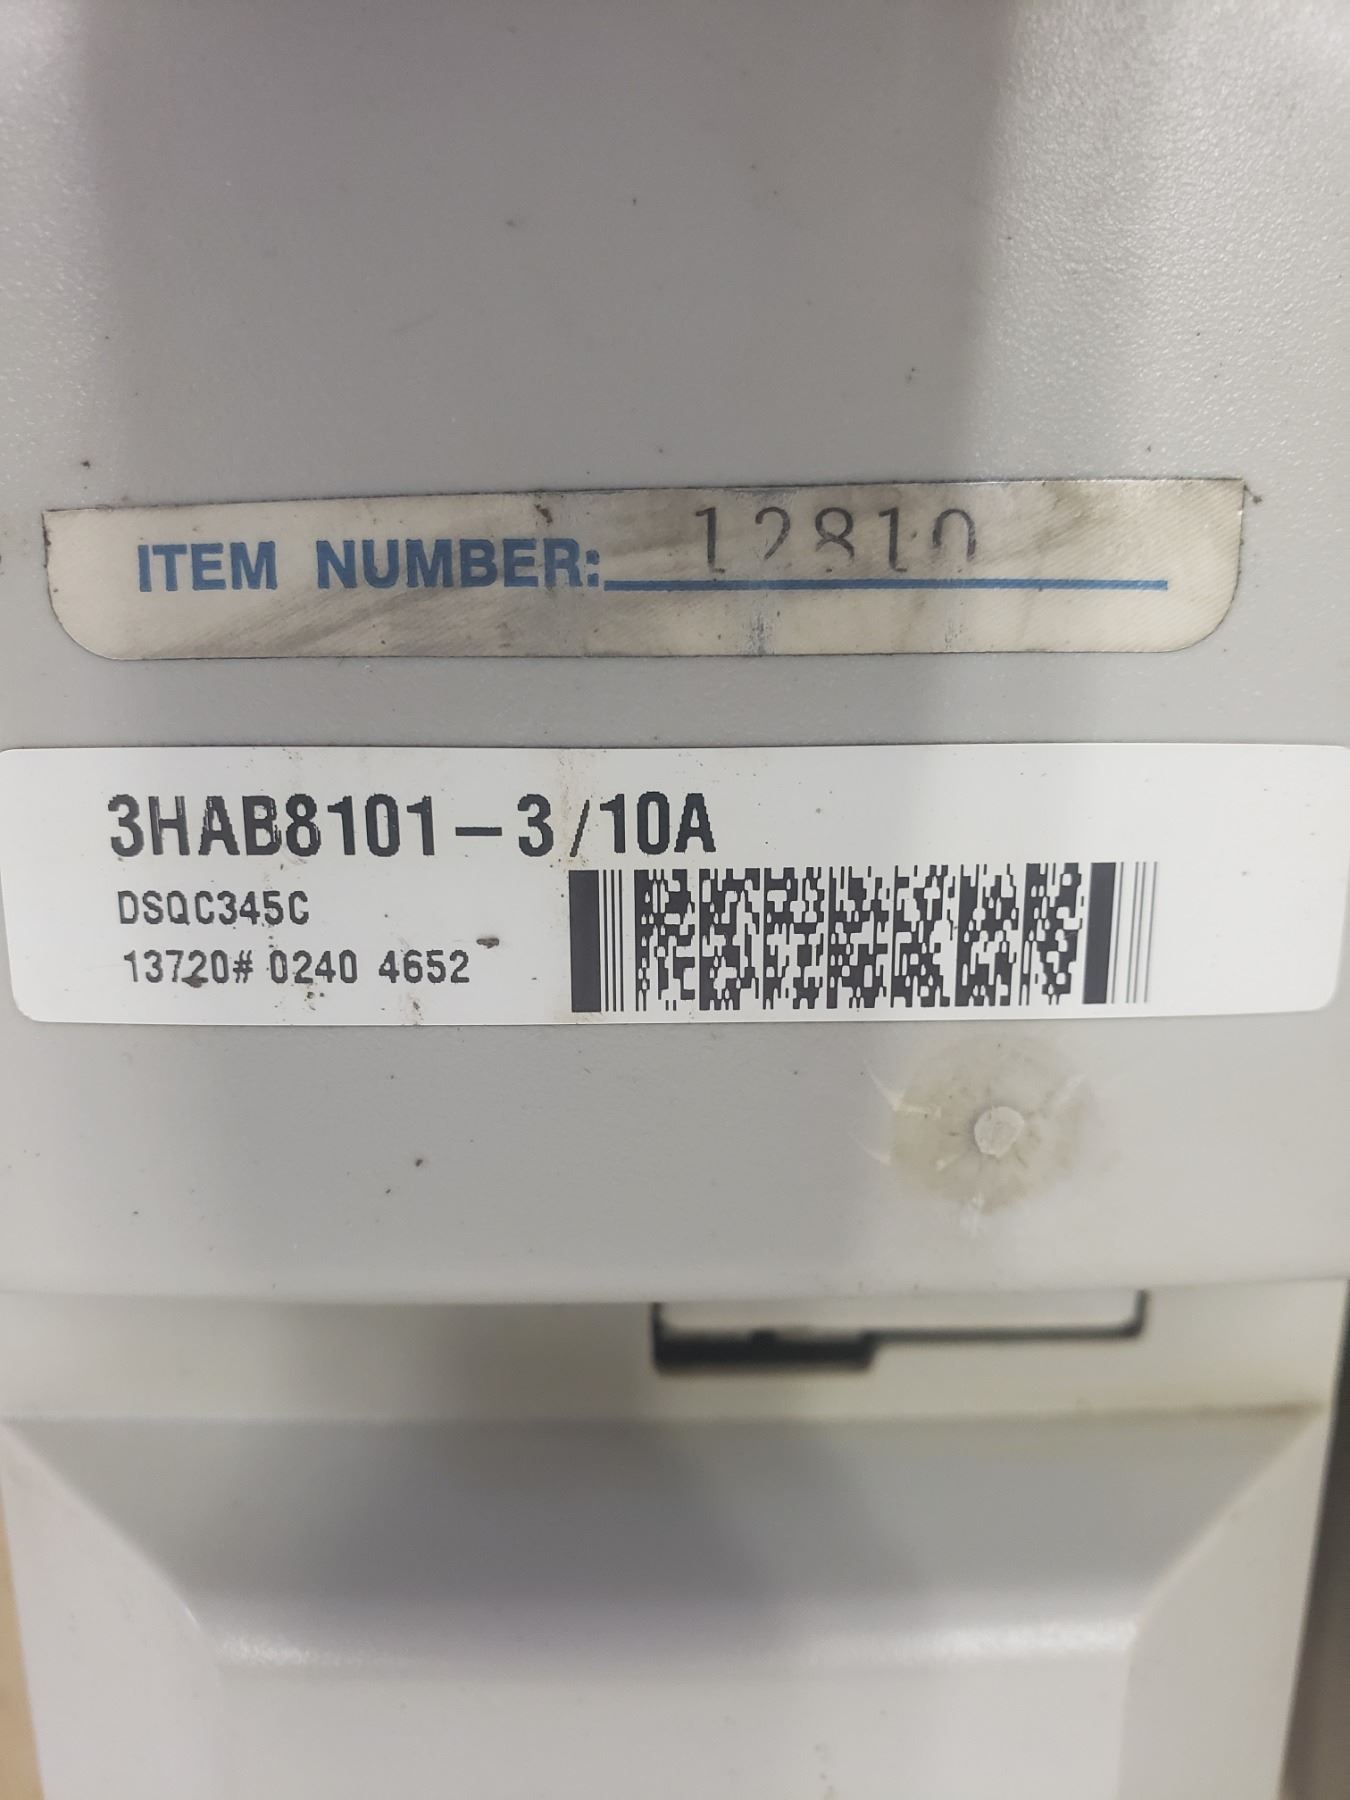 ITEM NUMBER: 12810
3HAB8101-3/10A
DSQC345C
13720# 0240 4652